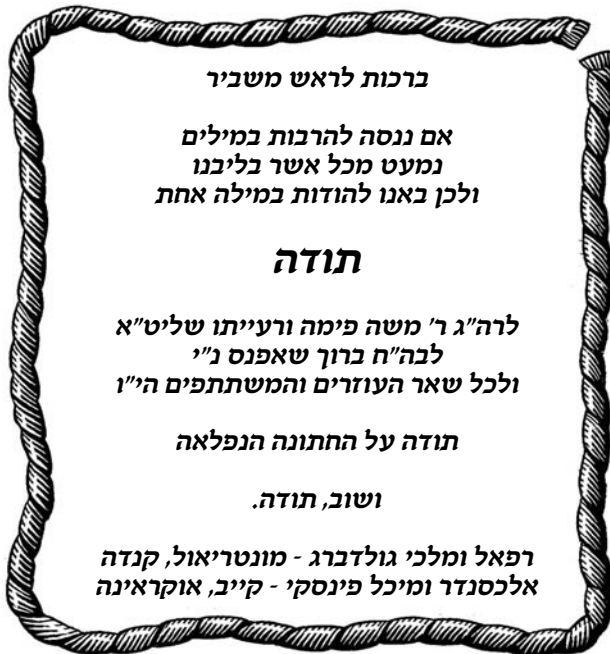 ברכות לראש משביר
אם ננסה להרבות במילים
נמעט מכל אשר בליבנו
ולכן באנו להודות במילה אחת
תודה
לרה"ג ר' משה פימה ורעייתו שליט"א
לבה"ח ברוך שאפנס נ"י
ולכל שאר העוזרים והמשתתפים הי"ו
תודה על החתונה הנפלאה
ושוב, תודה.
רפאל ומלכי גולדברג - מונטריאול, קנדה
אלכסנדר ומיכל פינסקי - קייב, אוקראינה